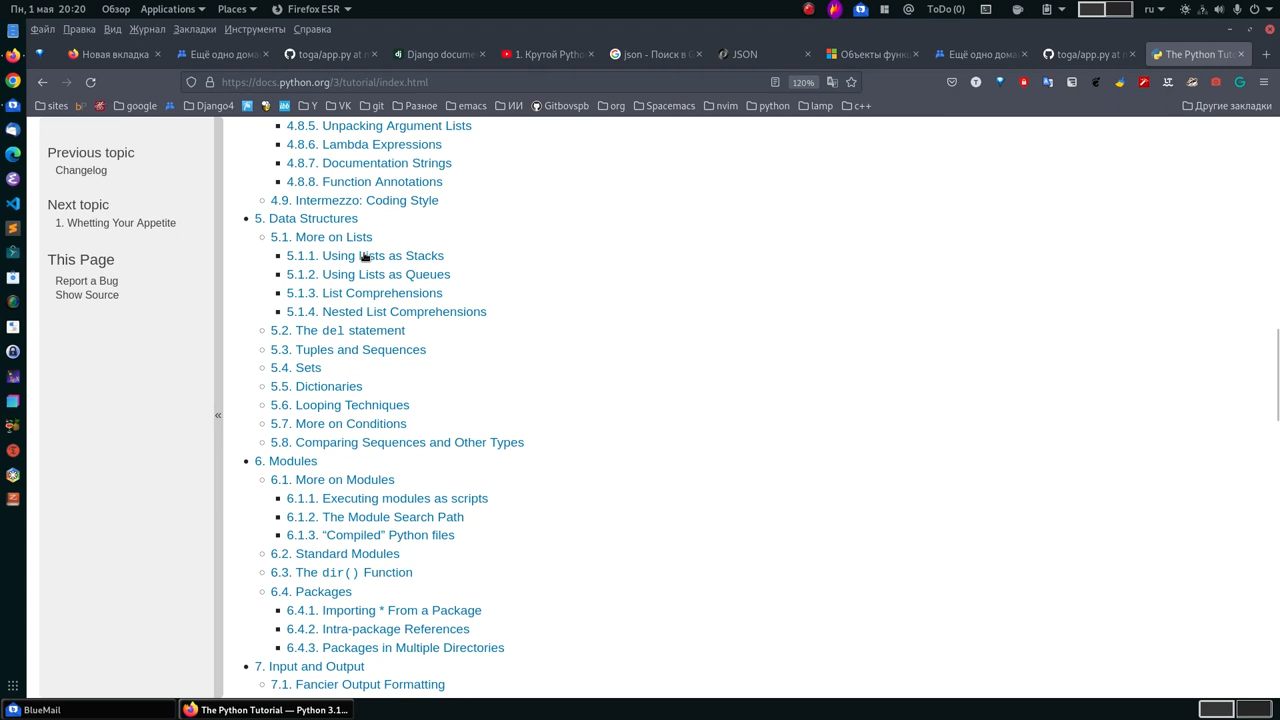 Пн, 1 мая 20:20
Обзор
Applications
Places
Firefox ESR
ToDo (0)
ru
Файл Правка Вид Журнал Закладки Инструменты Справка
Новая вкладка
Ещё одно дома
toga/app.py at m
Django docume
1. Крутой Pytho
json - Поиск в G
JSON
Объекты функц
Ещё одно дома
toga/app.py at m
The Python Tuto
https://docs.python.org/3/tutorial/index.html
120%
sites
google
Django4
Y
VK
git
Разное
emacs
ИИ
Gitbovspb
org
Spacemacs
nvim
python
lamp
c++
Другие закладки
Previous topic
Changelog
Next topic
1. Whetting Your Appetite
This Page
Report a Bug
Show Source
«
4.8.5. Unpacking Argument Lists
4.8.6. Lambda Expressions
4.8.7. Documentation Strings
4.8.8. Function Annotations
4.9. Intermezzo: Coding Style
5. Data Structures
5.1. More on Lists
5.1.1. Using Lists as Stacks
5.1.2. Using Lists as Queues
5.1.3. List Comprehensions
5.1.4. Nested List Comprehensions
5.2. The del statement
5.3. Tuples and Sequences
5.4. Sets
5.5. Dictionaries
5.6. Looping Techniques
5.7. More on Conditions
5.8. Comparing Sequences and Other Types
6. Modules
6.1. More on Modules
6.1.1. Executing modules as scripts
6.1.2. The Module Search Path
6.1.3. “Compiled” Python files
6.2. Standard Modules
6.3. The dir() Function
6.4. Packages
6.4.1. Importing * From a Package
6.4.2. Intra-package References
6.4.3. Packages in Multiple Directories
7. Input and Output
7.1. Fancier Output Formatting
BlueMail
The Python Tutorial — Python 3.1...